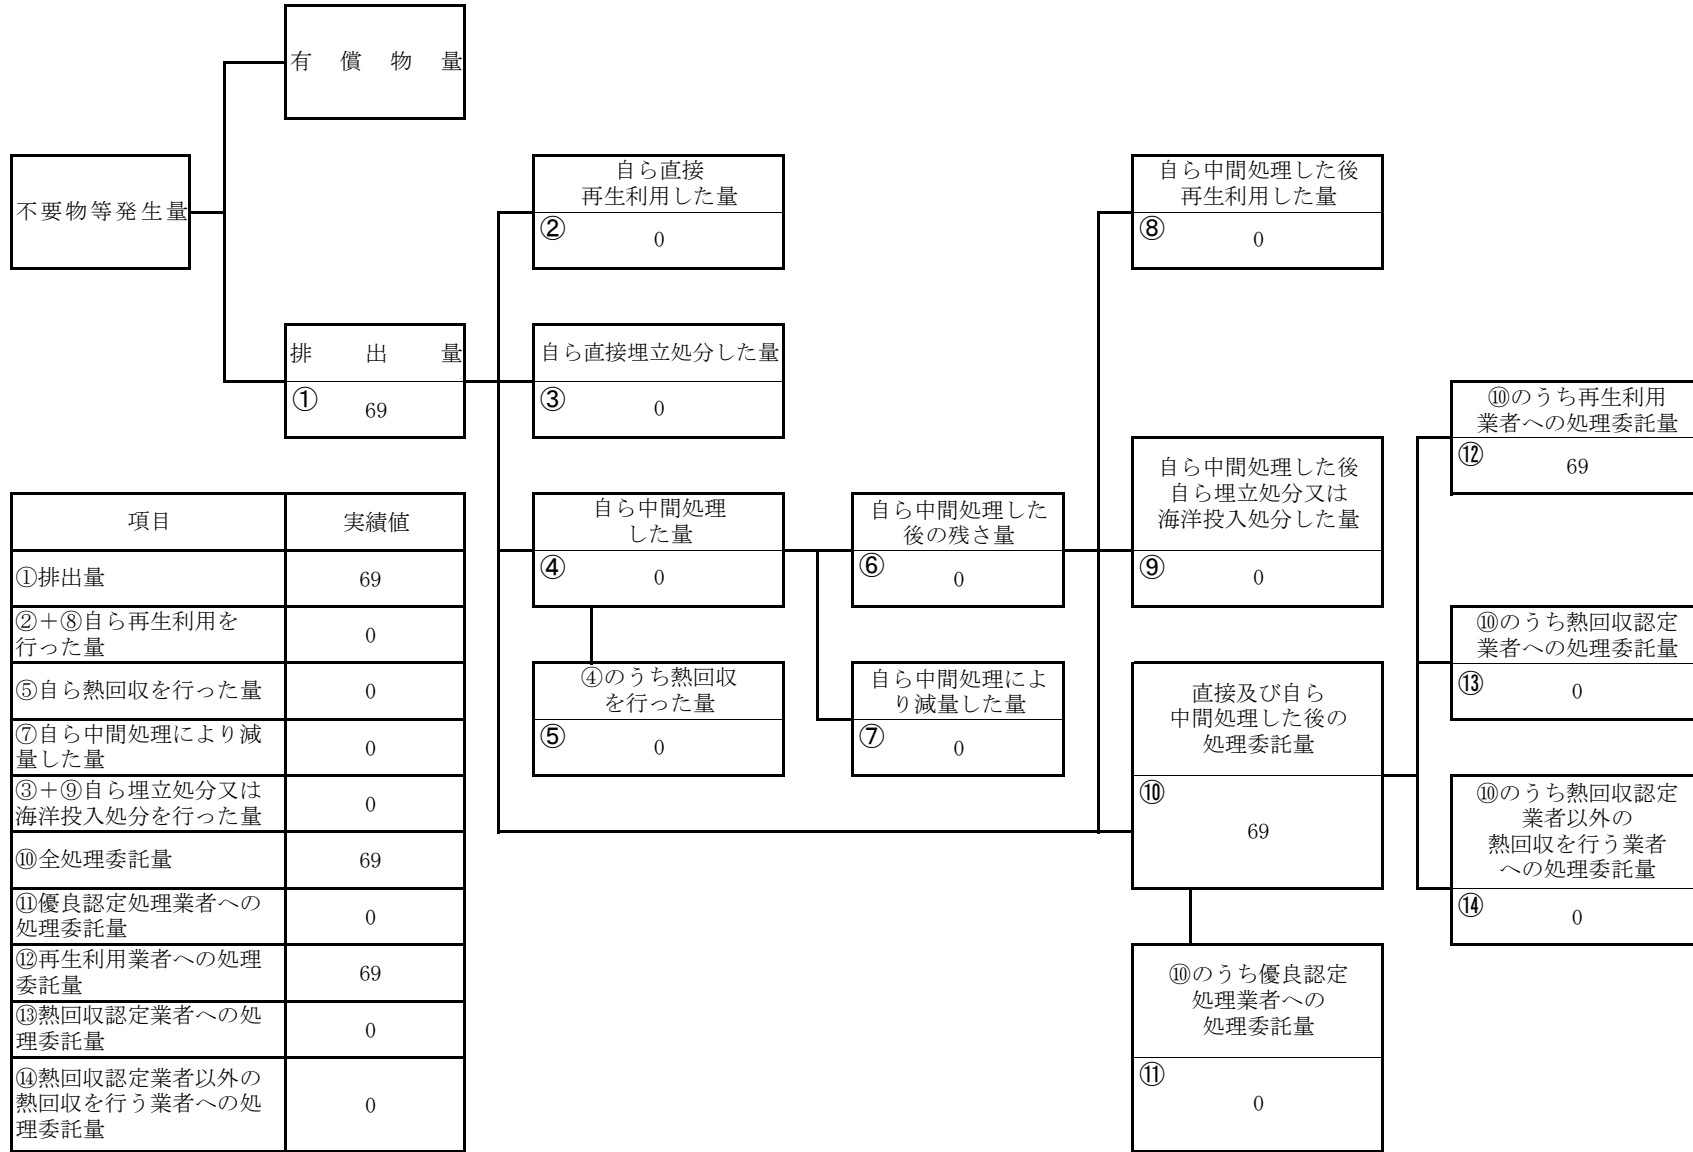 有償物量
不要物等発生量
自ら直接
再生利用した量
②
0
自ら中間処理した後
再生利用した量
⑧
0
排出量
①
69
自ら直接埋立処分した量
③
0
⑩のうち再生利用
業者への処理委託量
⑫
69
自ら中間処理
した量
④
0
自ら中間処理した
後の残さ量
⑥
0
自ら中間処理した後
自ら埋立処分又は
海洋投入処分した量
⑨
0
⑩のうち熱回収認定
業者への処理委託量
⑬
0
④のうち熱回収
を行った量
⑤
0
自ら中間処理によ
り減量した量
⑦
0
直接及び自ら
中間処理した後の
処理委託量
⑩
69
⑩のうち熱回収認定
業者以外の
熱回収を行う業者
への処理委託量
⑭
0
⑩のうち優良認定
処理業者への
処理委託量
⑪
0
項目 実績値
①排出量 69
②＋⑧自ら再生利用を
行った量 0
⑤自ら熱回収を行った量 0
⑦自ら中間処理により減
量した量 0
③＋⑨自ら埋立処分又は
海洋投入処分を行った量 0
⑩全処理委託量 69
⑪優良認定処理業者への
処理委託量 0
⑫再生利用業者への処理
委託量 69
⑬熱回収認定業者への処
理委託量 0
⑭熱回収認定業者以外の
熱回収を行う業者への処
理委託量 0